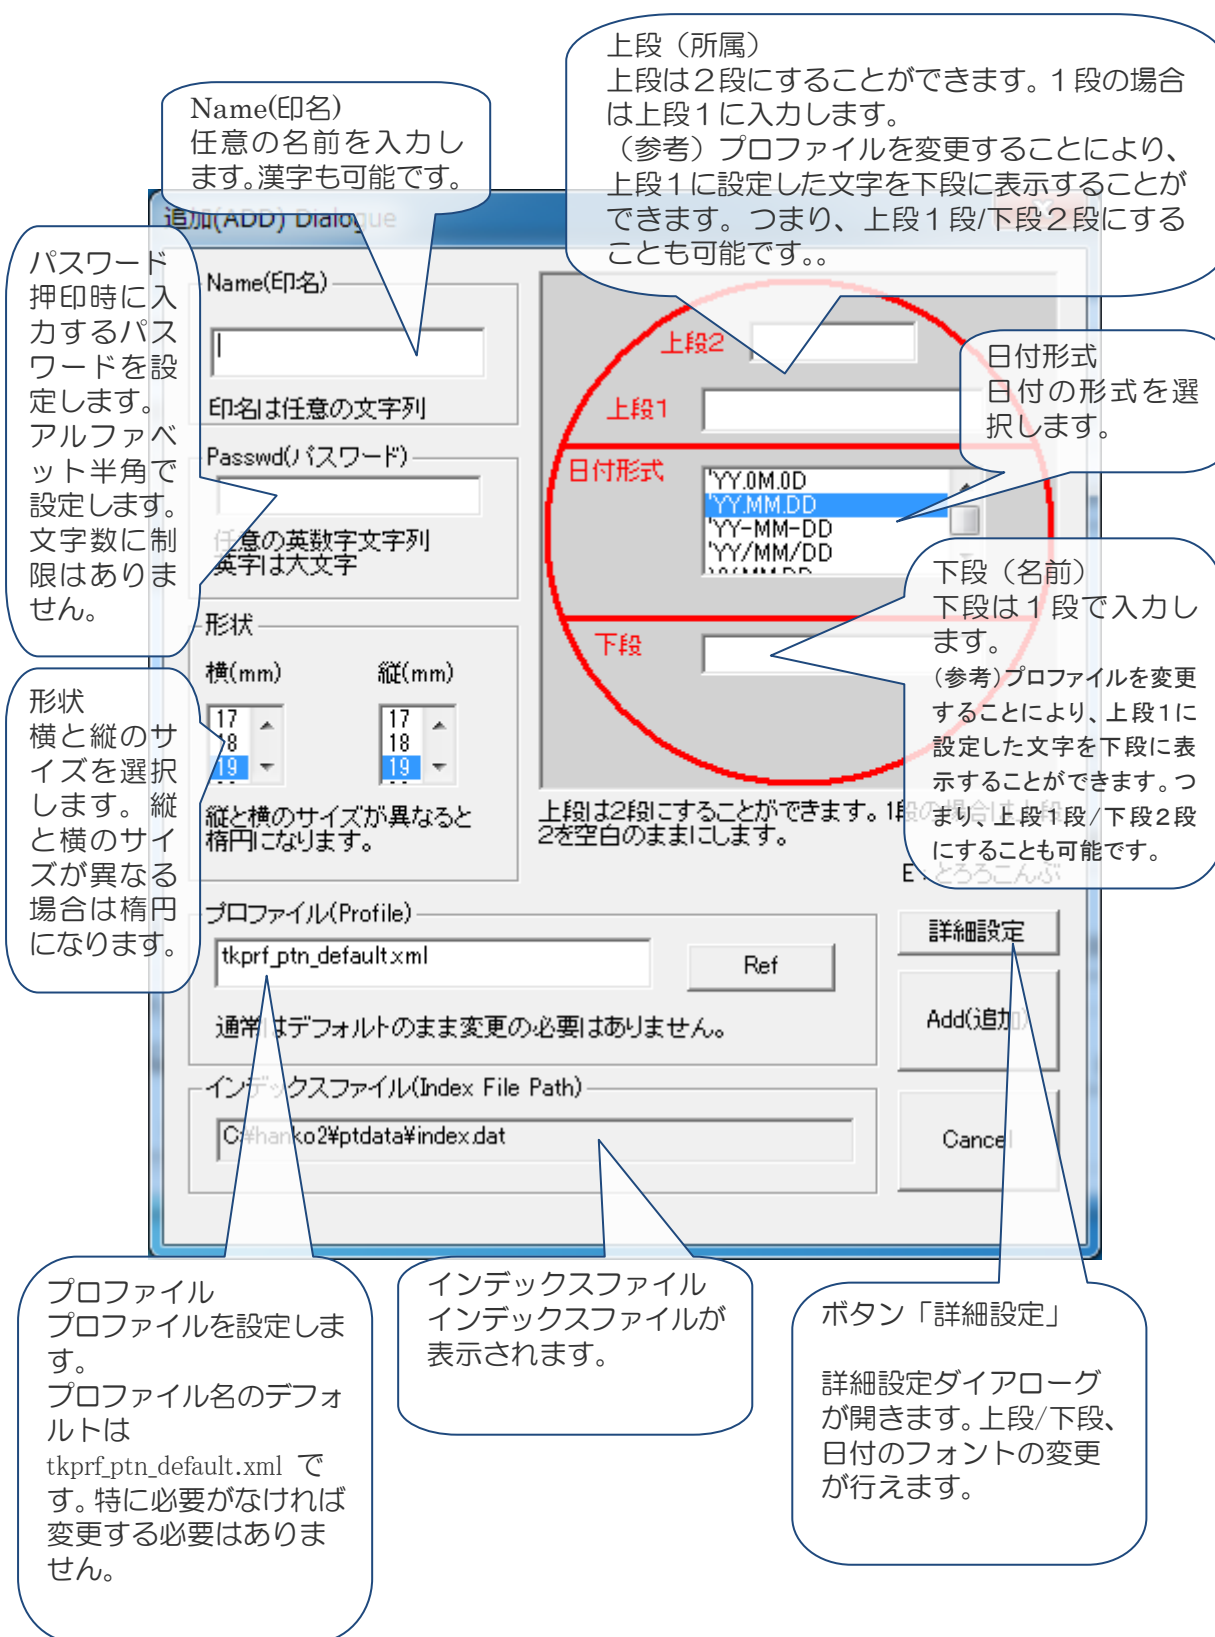 上段（所属）
上段は２段にすることができます。１段の場合
は上段１に入力します。
（参考）プロファイルを変更することにより、
上段１に設定した文字を下段に表示することが
できます。つまり、上段１段/下段２段にする
ことも可能です。。
Name(印名)
任意の名前を入力し
ます。漢字も可能です。
追加(ADD) Dialogue
パスワード
押印時に入
力するパス
ワードを設
定します。
アルファベ
ット半角で
設定します。
文字数に制
限はありま
せん。
Name(印名)
印名は任意の文字列
Passwd(パスワード)
任意の英数字文字列
英字は大文字
上段2
上段1
日付形式
'YY.0M.0D
'YY.MM.DD
'YY-MM-DD
'YY/MM/DD
下段
日付形式
日付の形式を選
択します。
下段（名前）
下段は１段で入力し
ます。
(参考)プロファイルを変更
することにより、上段1に
設定した文字を下段に表
示することができます。つ
まり、上段1段/下段2段
にすることも可能です。
形状
横(mm)
縦(mm)
17
18
19
17
18
19
縦と横のサイズが異なると
楕円になります。
形状
横と縦のサ
イズを選択
します。縦
と横のサイ
ズが異なる
場合は楕円
になります。
上段は2段にすることができます。1段の場合は上段
2を空白のままにします。
とろろこんぶ
プロファイル(Profile)
tkprf_ptn_default.xml
Ref
通常はデフォルトのまま変更の必要はありません。
詳細設定
Add(追加)
Cancel
インデックスファイル(Index File Path)
C:¥hanko2¥ptdata¥index.dat
プロファイル
プロファイルを設定しま
す。
プロファイル名のデフォ
ルトは
tkprf_ptn_default.xml で
す。特に必要がなければ
変更する必要はありま
せん。
インデックスファイル
インデックスファイルが
表示されます。
ボタン「詳細設定」
詳細設定ダイアローグ
が開きます。上段/下段、
日付のフォントの変更
が行えます。